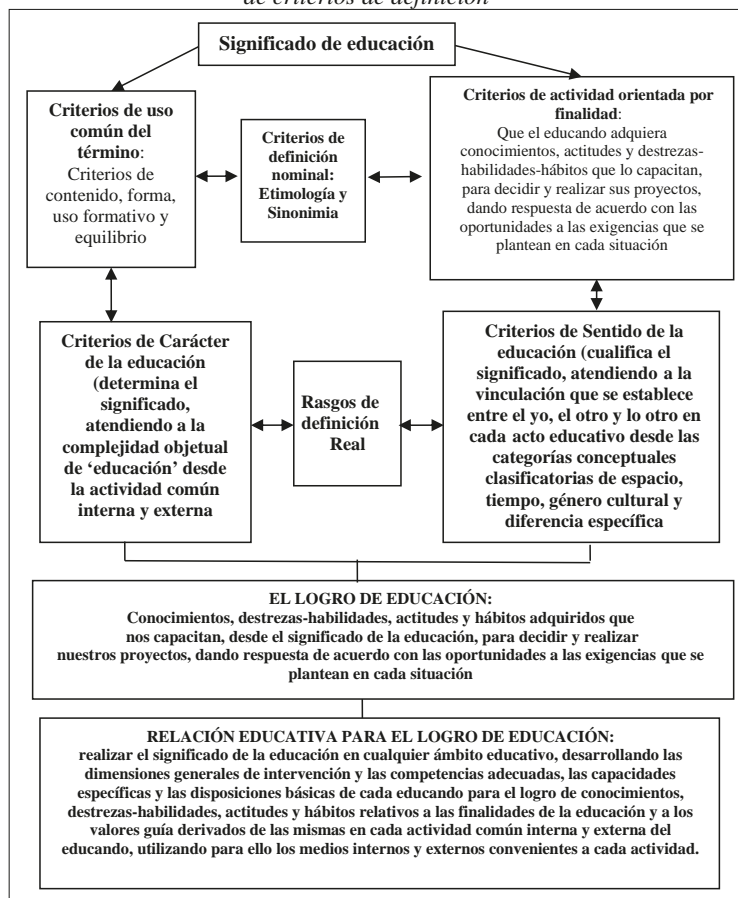 de criterios de definición
Significado de educación
Criterios de uso
común del
término:
Criterios de
contenido, forma,
uso formativo y
equilibrio
Criterios de
definición
nominal:
Etimología y
Sinonimia
Criterios de actividad orientada por
finalidad:
Que el educando adquiera
conocimientos, actitudes y destrezas-
habilidades-hábitos que lo capacitan,
para decidir y realizar sus proyectos,
dando respuesta de acuerdo con las
oportunidades a las exigencias que se
plantean en cada situación
Criterios de Carácter
de la educación
(determina el
significado,
atendiendo a la
complejidad objetual
de ‘educación’ desde
la actividad común
interna y externa
Rasgos de
definición
Real
Criterios de Sentido de la
educación (cualifica el
significado, atendiendo a la
vinculación que se establece
entre el yo, el otro y lo otro en
cada acto educativo desde las
categorías conceptuales
clasificatorias de espacio,
tiempo, género cultural y
diferencia específica
EL LOGRO DE EDUCACIÓN:
Conocimientos, destrezas-habilidades, actitudes y hábitos adquiridos que
nos capacitan, desde el significado de la educación, para decidir y realizar
nuestros proyectos, dando respuesta de acuerdo con las oportunidades a las exigencias que se
plantean en cada situación
RELACIÓN EDUCATIVA PARA EL LOGRO DE EDUCACIÓN:
realizar el significado de la educación en cualquier ámbito educativo, desarrollando las
dimensiones generales de intervención y las competencias adecuadas, las capacidades
específicas y las disposiciones básicas de cada educando para el logro de conocimientos,
destrezas-habilidades, actitudes y hábitos relativos a las finalidades de la educación y a los
valores guía derivados de las mismas en cada actividad común interna y externa del
educando, utilizando para ello los medios internos y externos convenientes a cada actividad.